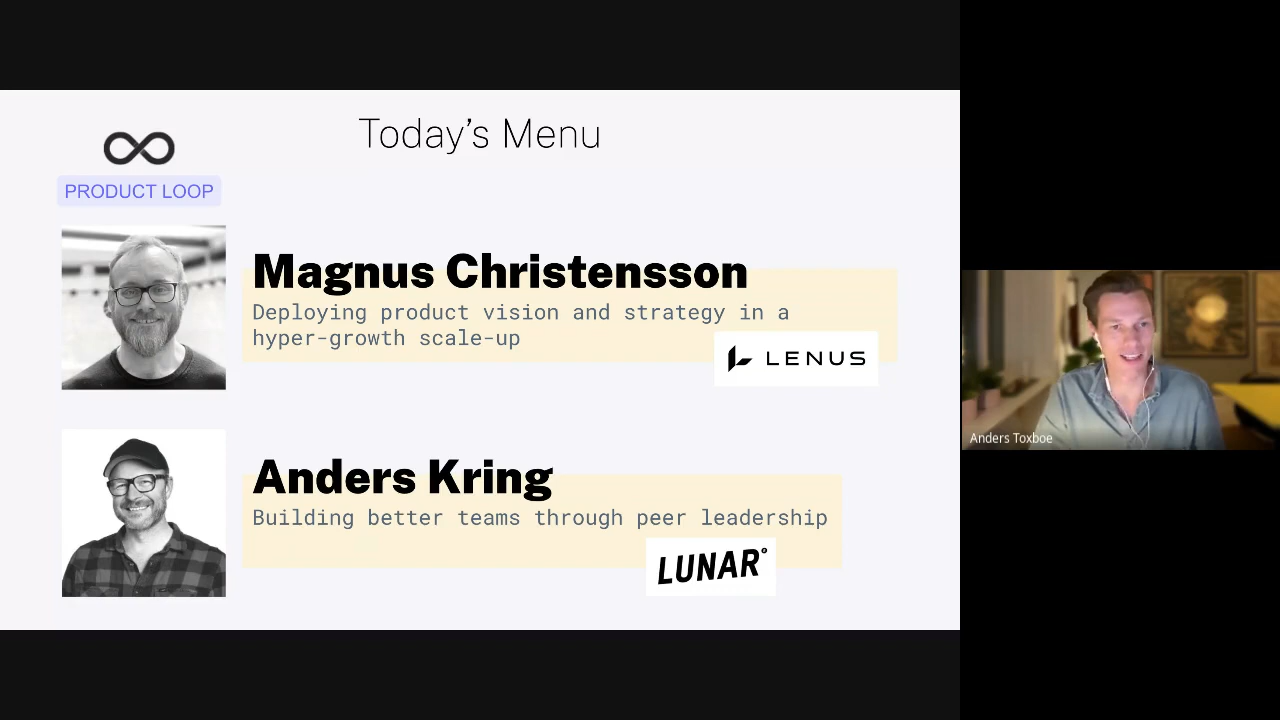 Today's Menu
PRODUCT LOOP
Magnus Christensson
Deploying product vision and strategy in a
hyper-growth scale-up
LENUS
Anders Kring
Building better teams through peer leadership
LUNAR°
Anders Toxboe